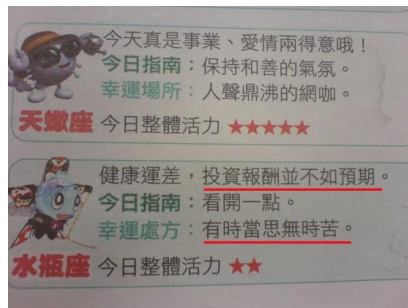 今天真是事業、愛情兩得意哦！
今日指南：保持和善的氣氛。
幸運場所：人聲鼎沸的網咖。
天蠍座 今日整體活力 ★★★★★
健康運差，投資報酬並不如預期。
今日指南：看開一點。
幸運處方：有時當思無時苦。
水瓶座 今日整體活力 ★★